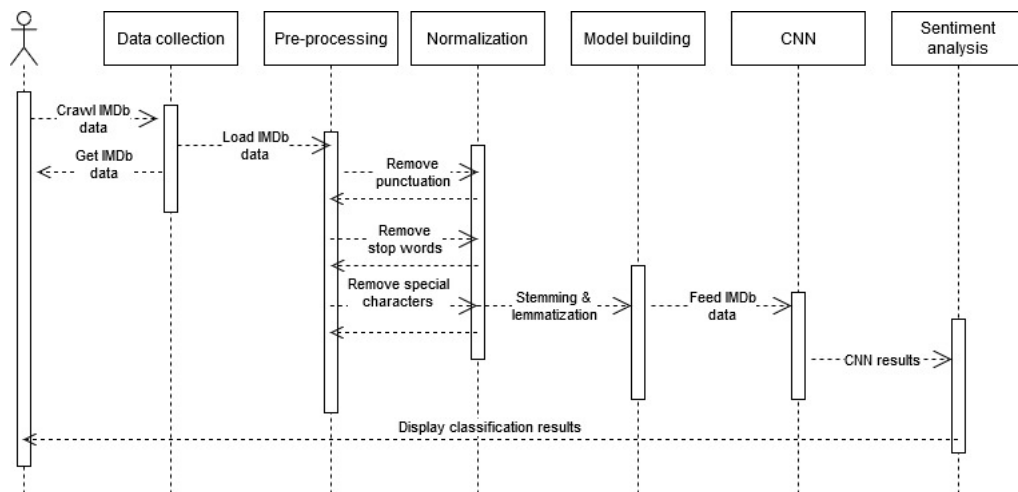 Data collection
Pre-processing
Normalization
Model building
CNN
Sentiment
analysis
Crawl IMDb
data
Get IMDb
data
Load IMDb
data
Remove
punctuation
Remove
stop words
Remove special
characters
Stemming &
lemmatization
Feed IMDb
data
CNN results
Display classification results